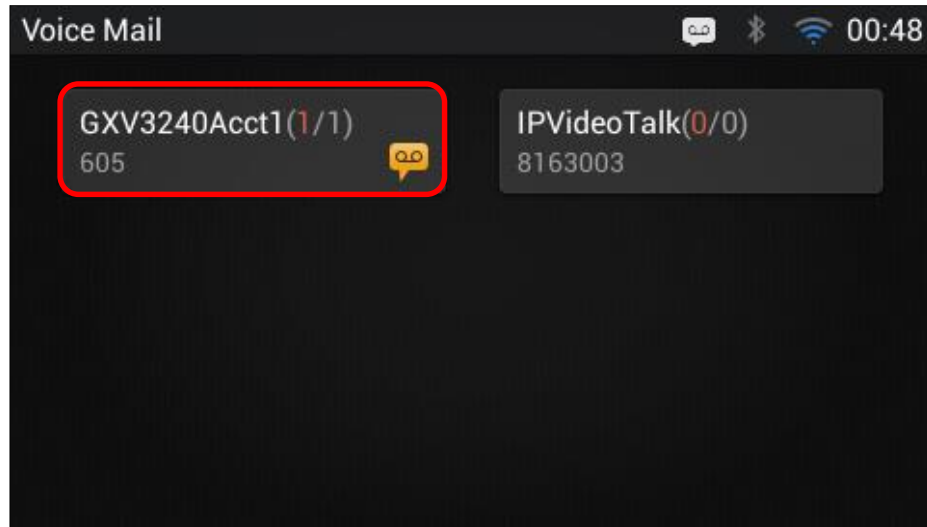 Voice Mail
00:48
GXV3240Acct1(1/1)
605
IPVideoTalk(0/0)
8163003